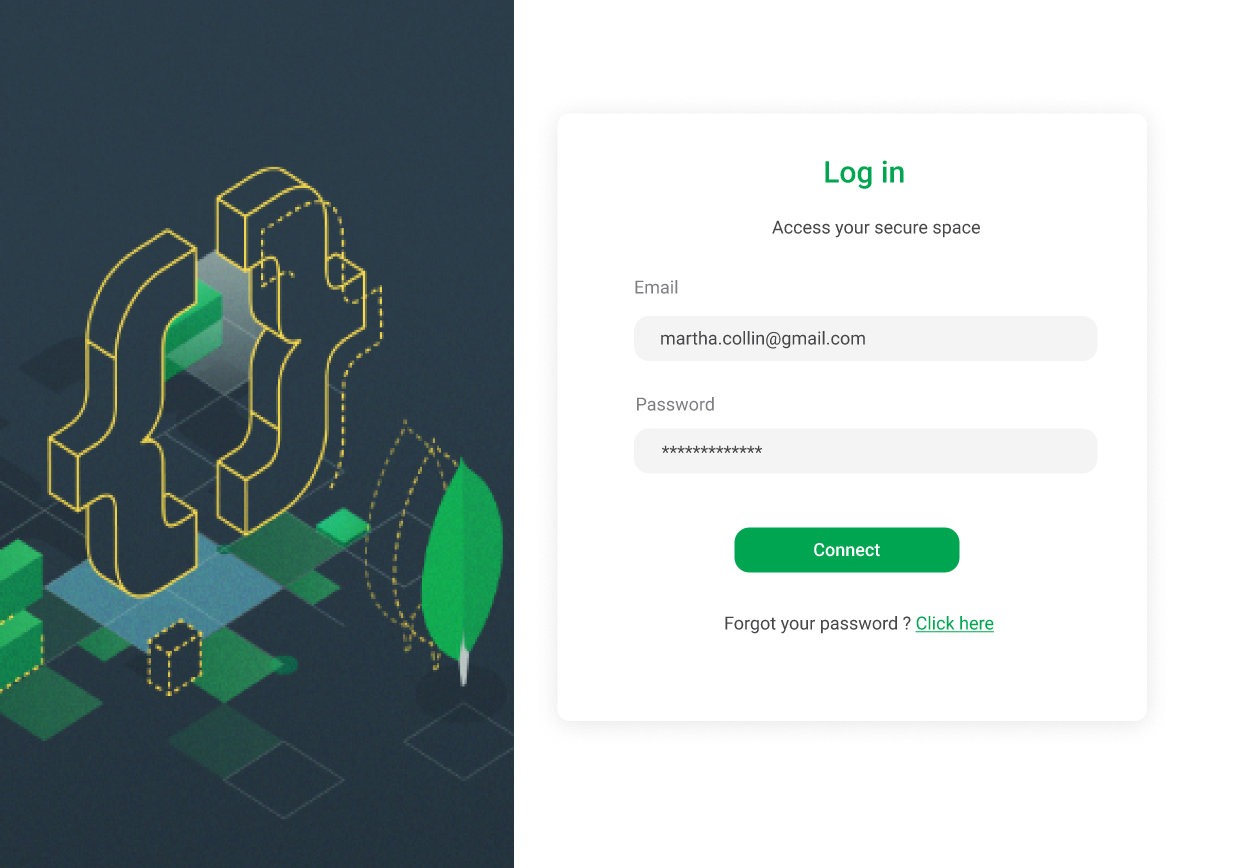 Log in
Access your secure space
Email
martha.collin@gmail.com
Password
*************
Connect
Forgot your password ? Click here